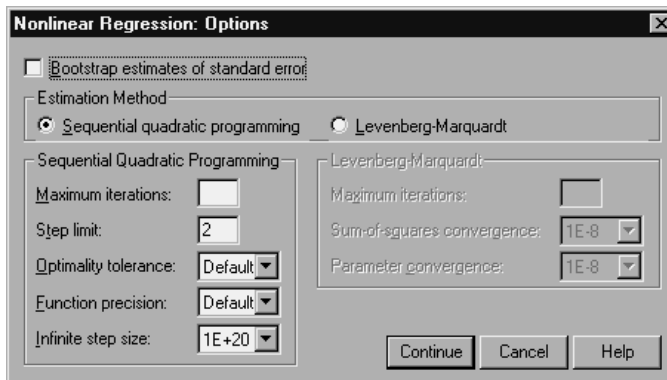 Nonlinear Regression: Options
Bootstrap estimates of standard error
Estimation Method
Sequential quadratic programming
Levenberg-Marquardt
Sequential Quadratic Programming
Maximum iterations:
Step limit: 2
Optimality tolerance: Default
Function precision: Default
Infinite step size: 1E+20
Levenberg-Marquardt
Maximum iterations:
Sum-of-squares convergence: 1E-8
Parameter convergence: 1E-8
Continue Cancel Help